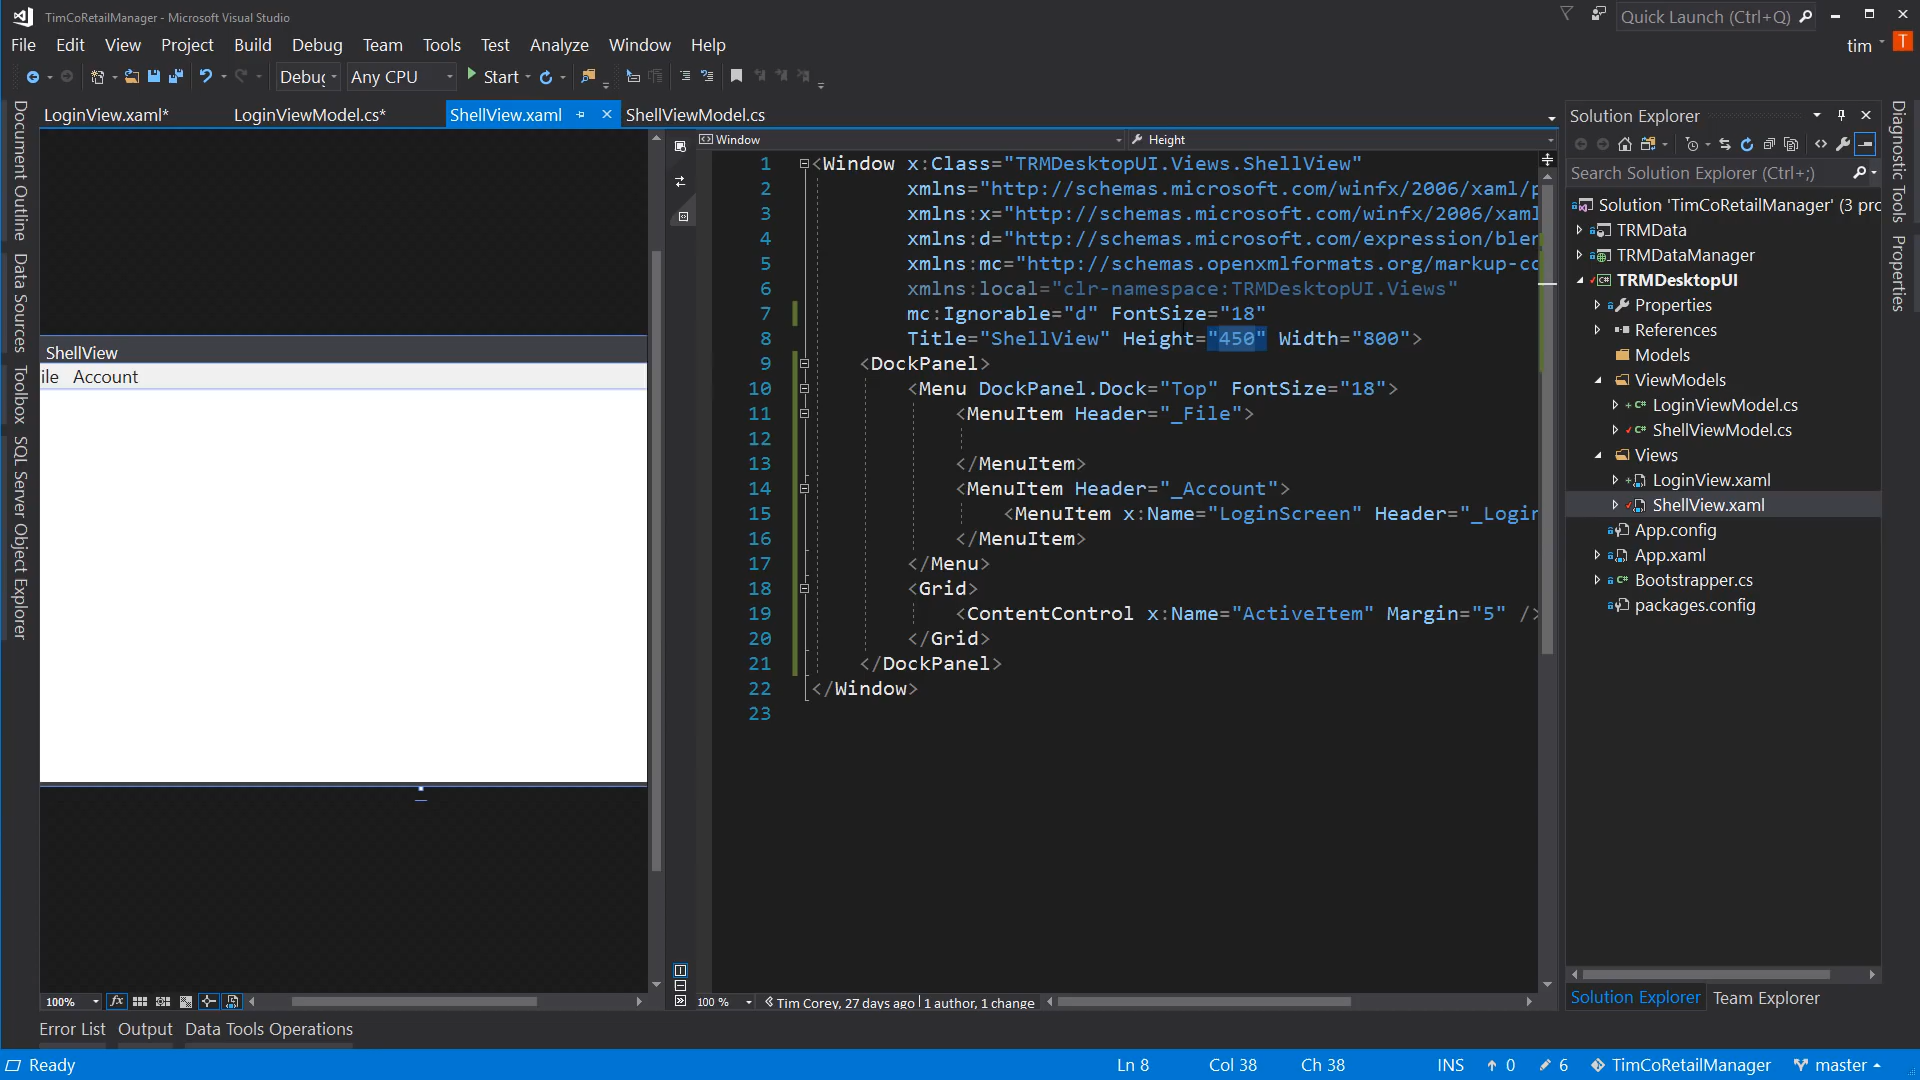 TimCoRetailManager - Microsoft Visual Studio
Quick Launch (Ctrl+Q)
File Edit View Project Build Debug Team Tools Test Analyze Window Help
tim T
Debug Any CPU Start
LoginView.xaml* LoginViewModel.cs* ShellView.xaml ShellViewModel.cs
Document Outline
Data Sources
Toolbox
SQL Server Object Explorer
ShellView
ile Account
Window Height
1 <Window x:Class="TRMDesktopUI.Views.ShellView"
2 xmlns="http://schemas.microsoft.com/winfx/2006/xaml/p
3 xmlns:x="http://schemas.microsoft.com/winfx/2006/xaml
4 xmlns:d="http://schemas.microsoft.com/expression/blen
5 xmlns:mc="http://schemas.openxmlformats.org/markup-co
6 xmlns:local="clr-namespace:TRMDesktopUI.Views"
7 mc:Ignorable="d" FontSize="18"
8 Title="ShellView" Height="450" Width="800">
9 <DockPanel>
10 <Menu DockPanel.Dock="Top" FontSize="18">
11 <MenuItem Header="_File">
12
13 </MenuItem>
14 <MenuItem Header="_Account">
15 <MenuItem x:Name="LoginScreen" Header="_Login
16 </MenuItem>
17 </Menu>
18 <Grid>
19 <ContentControl x:Name="ActiveItem" Margin="5" />
20 </Grid>
21 </DockPanel>
22 </Window>
23
100%
100 % Tim Corey, 27 days ago | 1 author, 1 change
Solution Explorer
Search Solution Explorer (Ctrl+;)
Solution 'TimCoRetailManager' (3 pro
TRMData
TRMDataManager
TRMDesktopUI
Properties
References
Models
ViewModels
LoginViewModel.cs
ShellViewModel.cs
Views
LoginView.xaml
ShellView.xaml
App.config
App.xaml
Bootstrapper.cs
packages.config
Solution Explorer Team Explorer
Diagnostic Tools
Properties
Error List Output Data Tools Operations
Ready Ln 8 Col 38 Ch 38 INS 0 6 TimCoRetailManager master